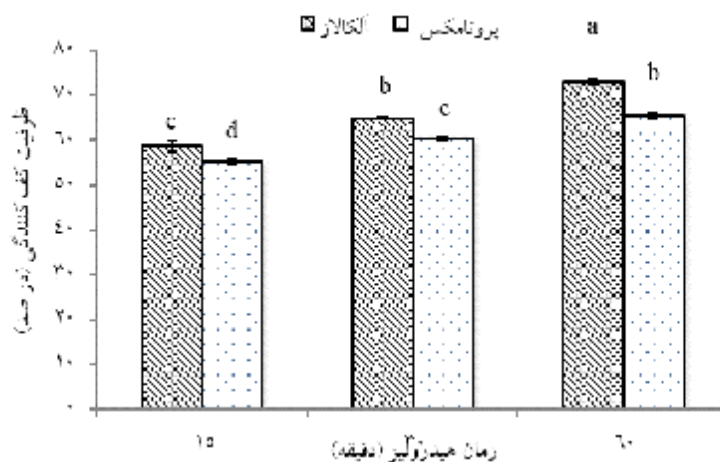 آلکالاز پروتامکس
a
۸۰
۷۰
b
b
c
۶۰
c
d
۵۰
۴۰
۳۰
۲۰
۱۰
۰
ظرفیت کف کنندگی (درصد)
۱۵ ۶۰
زمان هیدرولیز (دقیقه)